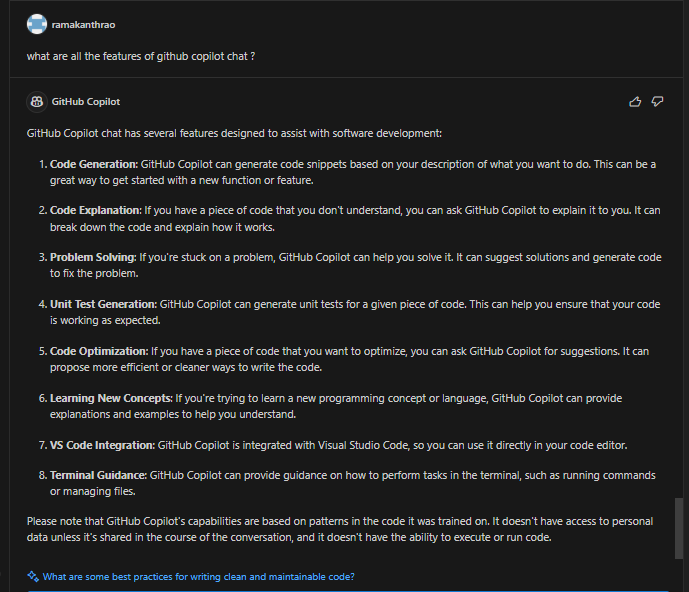 ramakanthrao
what are all the features of github copilot chat ?
GitHub Copilot
GitHub Copilot chat has several features designed to assist with software development:
1. Code Generation: GitHub Copilot can generate code snippets based on your description of what you want to do. This can be a
great way to get started with a new function or feature.
2. Code Explanation: If you have a piece of code that you don't understand, you can ask GitHub Copilot to explain it to you. It can
break down the code and explain how it works.
3. Problem Solving: If you're stuck on a problem, GitHub Copilot can help you solve it. It can suggest solutions and generate code
to fix the problem.
4. Unit Test Generation: GitHub Copilot can generate unit tests for a given piece of code. This can help you ensure that your code
is working as expected.
5. Code Optimization: If you have a piece of code that you want to optimize, you can ask GitHub Copilot for suggestions. It can
propose more efficient or cleaner ways to write the code.
6. Learning New Concepts: If you're trying to learn a new programming concept or language, GitHub Copilot can provide
explanations and examples to help you understand.
7. VS Code Integration: GitHub Copilot is integrated with Visual Studio Code, so you can use it directly in your code editor.
8. Terminal Guidance: GitHub Copilot can provide guidance on how to perform tasks in the terminal, such as running commands
or managing files.
Please note that GitHub Copilot's capabilities are based on patterns in the code it was trained on. It doesn't have access to personal
data unless it's shared in the course of the conversation, and it doesn't have the ability to execute or run code.
What are some best practices for writing clean and maintainable code?